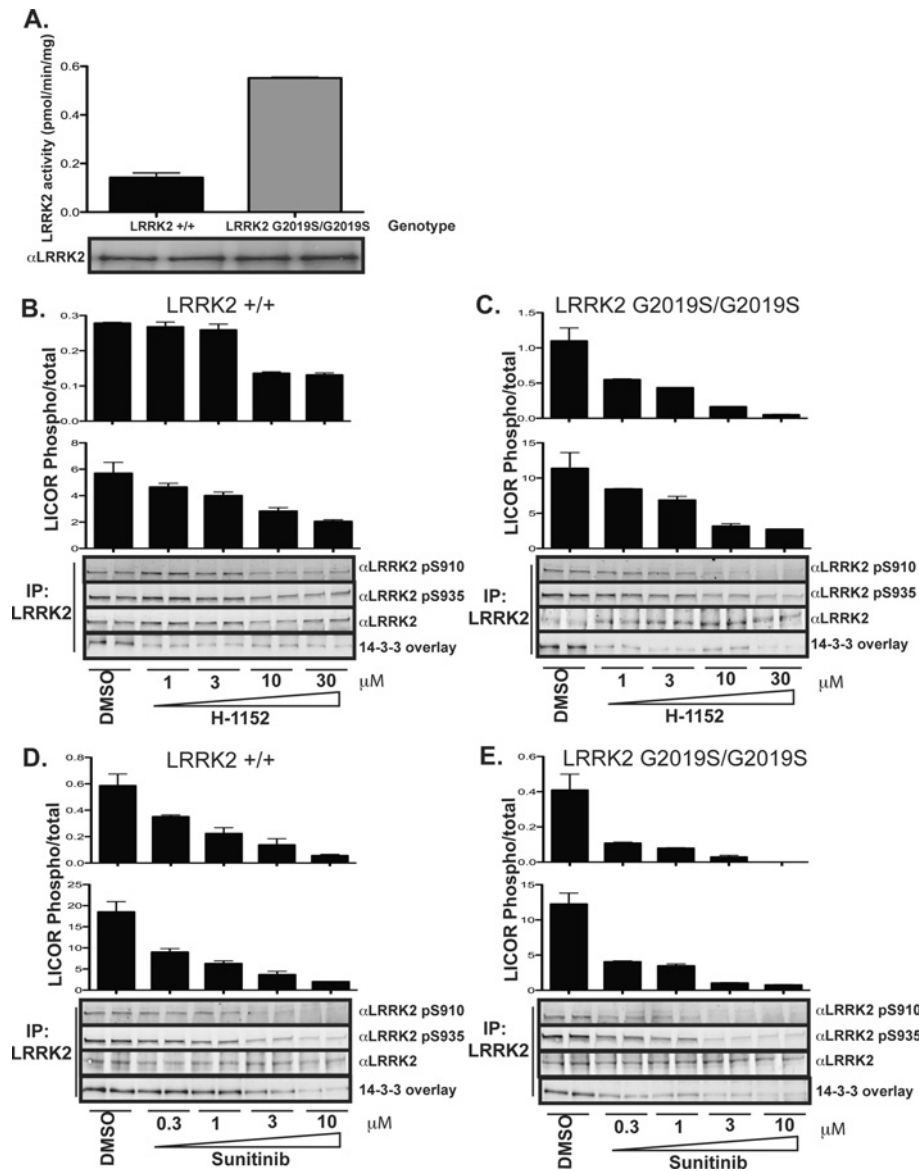 A.
LRRK2 activity (pmol/min/mg)
0.6
0.4
0.2
0.0
LRRK2 +/+ LRRK2 G2019S/G2019S Genotype
αLRRK2
B. LRRK2 +/+
LICOR Phospho/total
0.3
0.2
0.1
0.0
8
6
4
2
0
IP:
LRRK2
αLRRK2 pS910
αLRRK2 pS935
αLRRK2
14-3-3 overlay
DMSO 1 3 10 30 μM
H-1152
C. LRRK2 G2019S/G2019S
LICOR Phospho/total
1.5
1.0
0.5
0.0
15
10
5
0
IP:
LRRK2
αLRRK2 pS910
αLRRK2 pS935
αLRRK2
14-3-3 overlay
DMSO 1 3 10 30 μM
H-1152
D. LRRK2 +/+
LICOR Phospho/total
0.8
0.6
0.4
0.2
0.0
25
20
15
10
5
0
IP:
LRRK2
αLRRK2 pS910
αLRRK2 pS935
αLRRK2
14-3-3 overlay
DMSO 0.3 1 3 10 μM
Sunitinib
E. LRRK2 G2019S/G2019S
LICOR Phospho/total
0.6
0.4
0.2
0.0
15
10
5
0
IP:
LRRK2
αLRRK2 pS910
αLRRK2 pS935
αLRRK2
14-3-3 overlay
DMSO 0.3 1 3 10 μM
Sunitinib